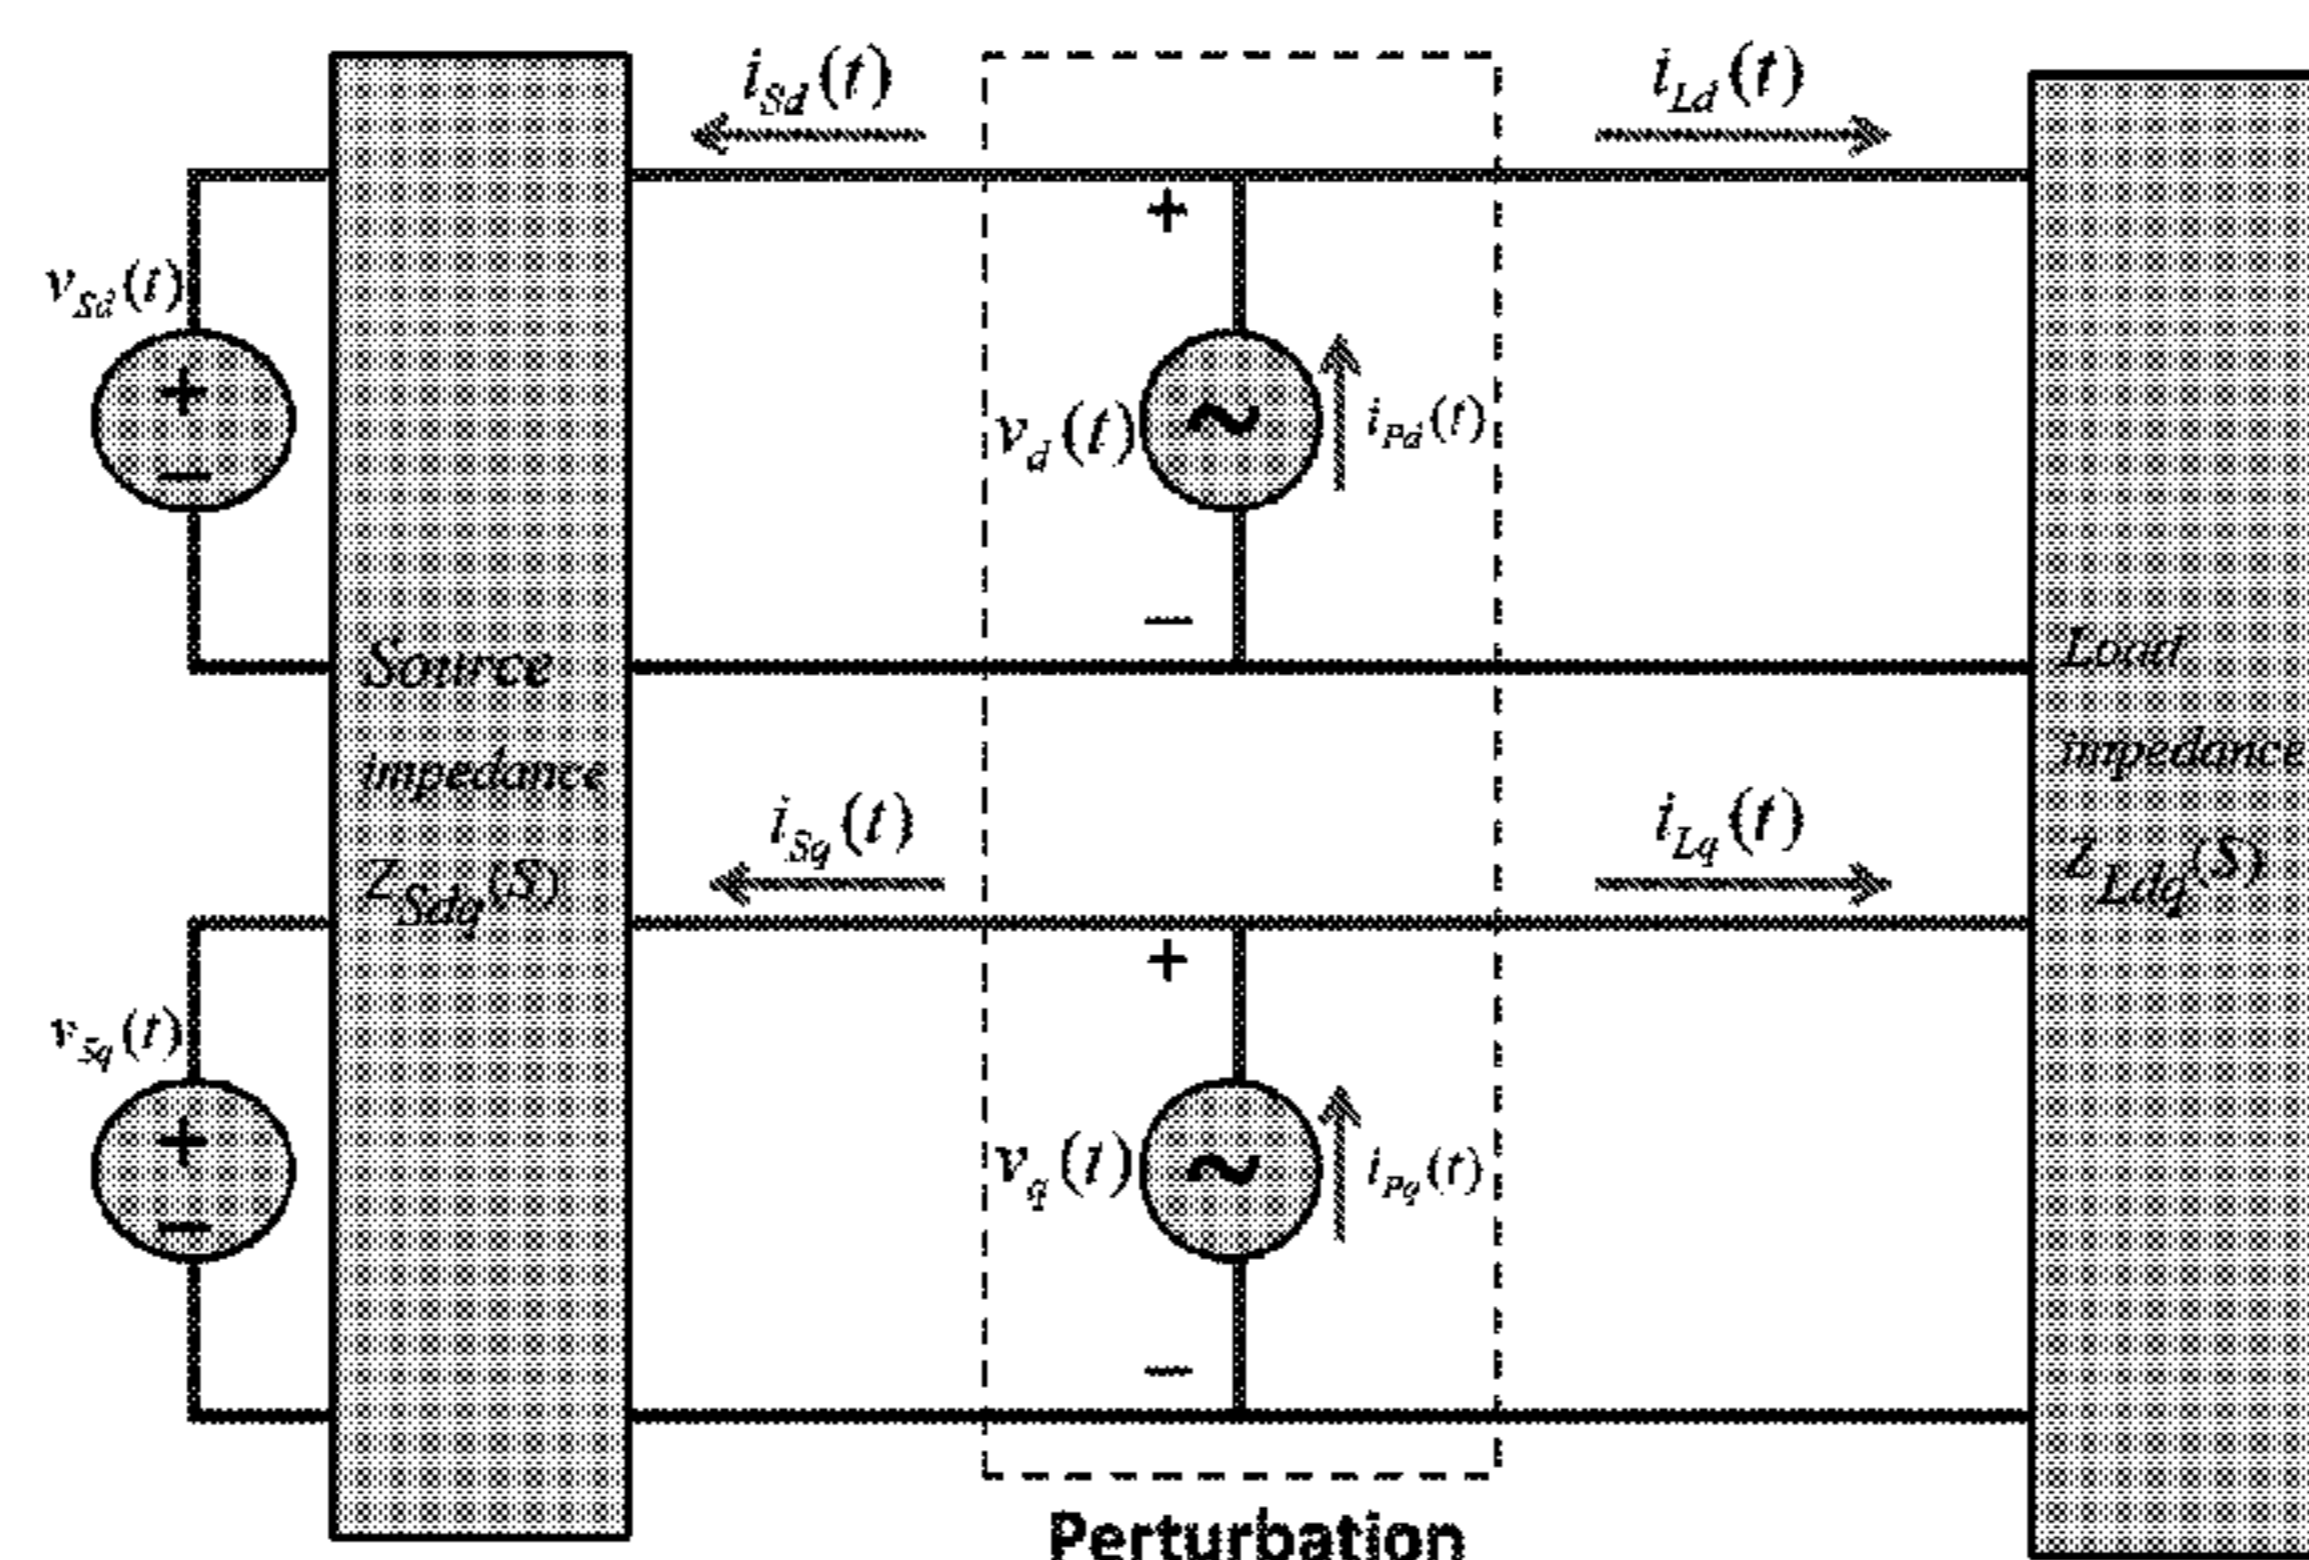 i_Sd(t)
i_Ld(t)
+
v_Sd(t)
+
−
v_d(t)
~
i_Pd(t)
−
Source
impedance
Z_Sdq(S)
Load
impedance
Z_Ldq(S)
i_Sq(t)
i_Lq(t)
+
v_Sq(t)
+
−
v_q(t)
~
i_Pq(t)
−
Perturbation